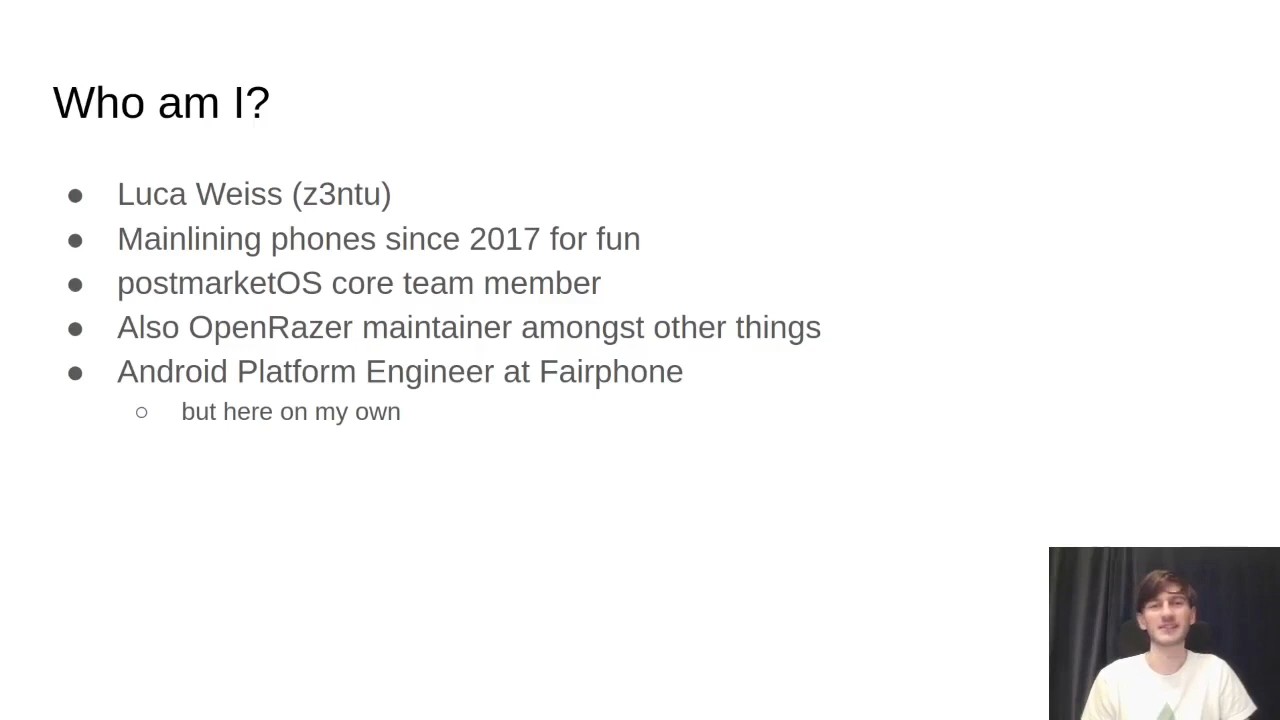 Who am I?
● Luca Weiss (z3ntu)
● Mainlining phones since 2017 for fun
● postmarketOS core team member
● Also OpenRazer maintainer amongst other things
● Android Platform Engineer at Fairphone
○ but here on my own